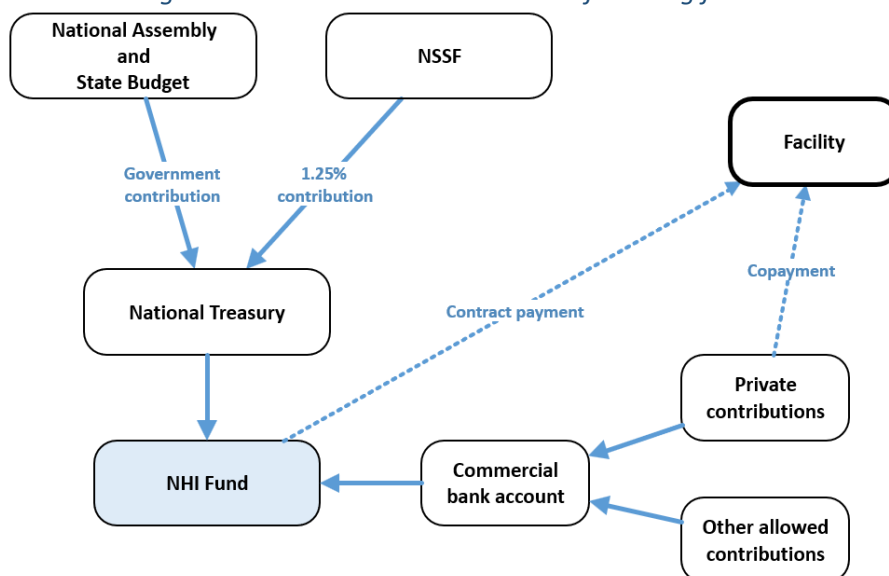 National Assembly
and
State Budget
NSSF
Facility
Government
contribution
1.25%
contribution
Copayment
National Treasury
Contract payment
Private
contributions
NHI Fund
Commercial
bank account
Other allowed
contributions